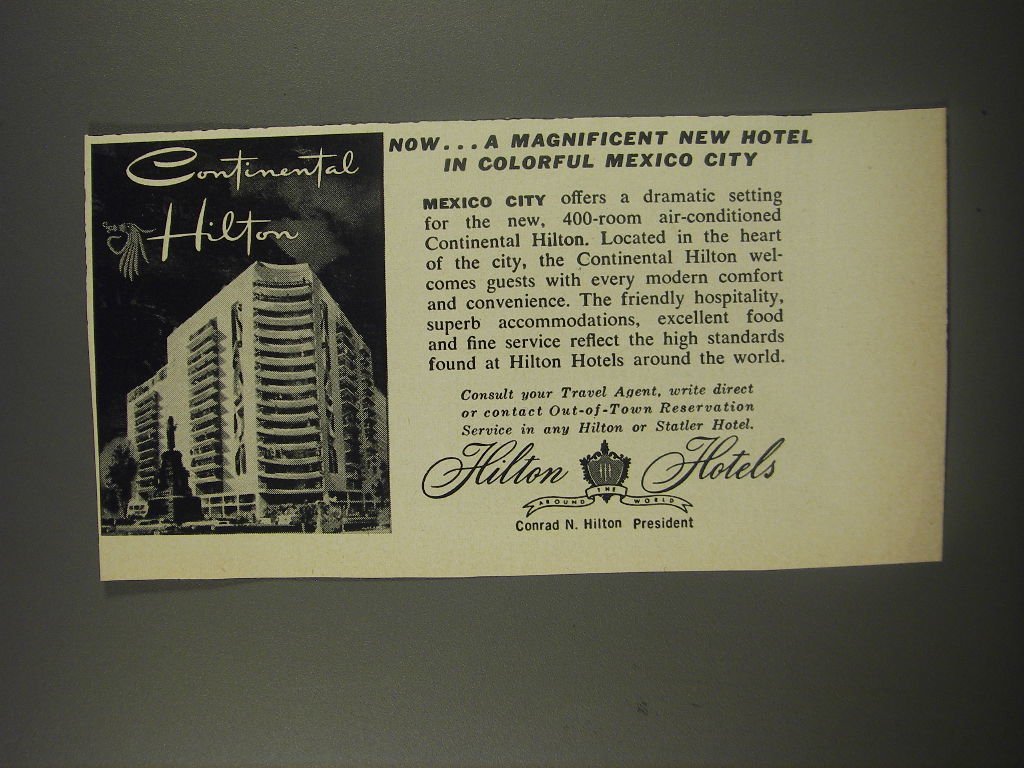 Continental
Hilton
NOW... A MAGNIFICENT NEW HOTEL
IN COLORFUL MEXICO CITY
MEXICO CITY offers a dramatic setting
for the new, 400-room air-conditioned
Continental Hilton. Located in the heart
of the city, the Continental Hilton wel-
comes guests with every modern comfort
and convenience. The friendly hospitality,
superb accommodations, excellent food
and fine service reflect the high standards
found at Hilton Hotels around the world.
Consult your Travel Agent, write direct
or contact Out-of-Town Reservation
Service in any Hilton or Statler Hotel.
Hilton Hotels
AROUND THE WORLD
Conrad N. Hilton President